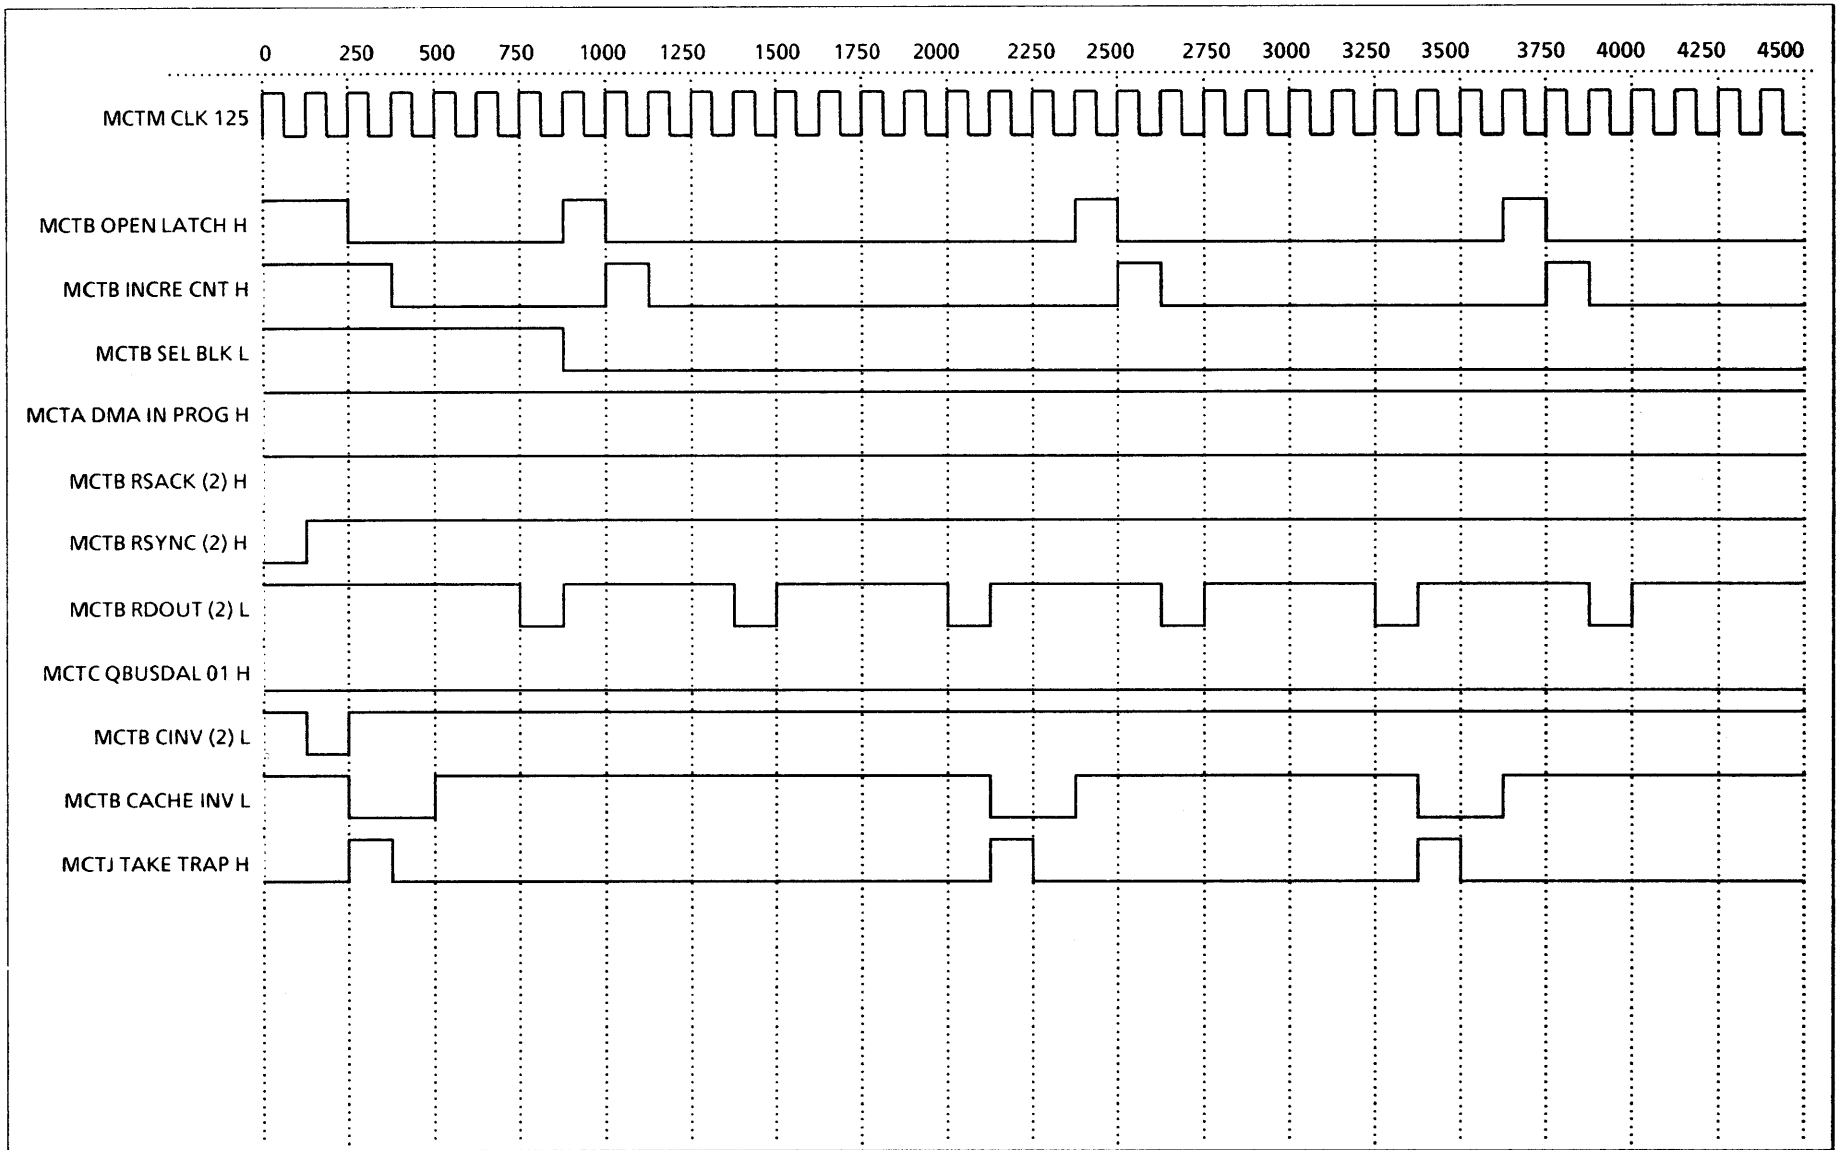 0 250 500 750 1000 1250 1500 1750 2000 2250 2500 2750 3000 3250 3500 3750 4000 4250 4500
MCTM CLK 125
MCTB OPEN LATCH H
MCTB INCRE CNT H
MCTB SEL BLK L
MCTA DMA IN PROG H
MCTB RSACK (2) H
MCTB RSYNC (2) H
MCTB RDOUT (2) L
MCTC QBUSDAL 01 H
MCTB CINV (2) L
MCTB CACHE INV L
MCTJ TAKE TRAP H